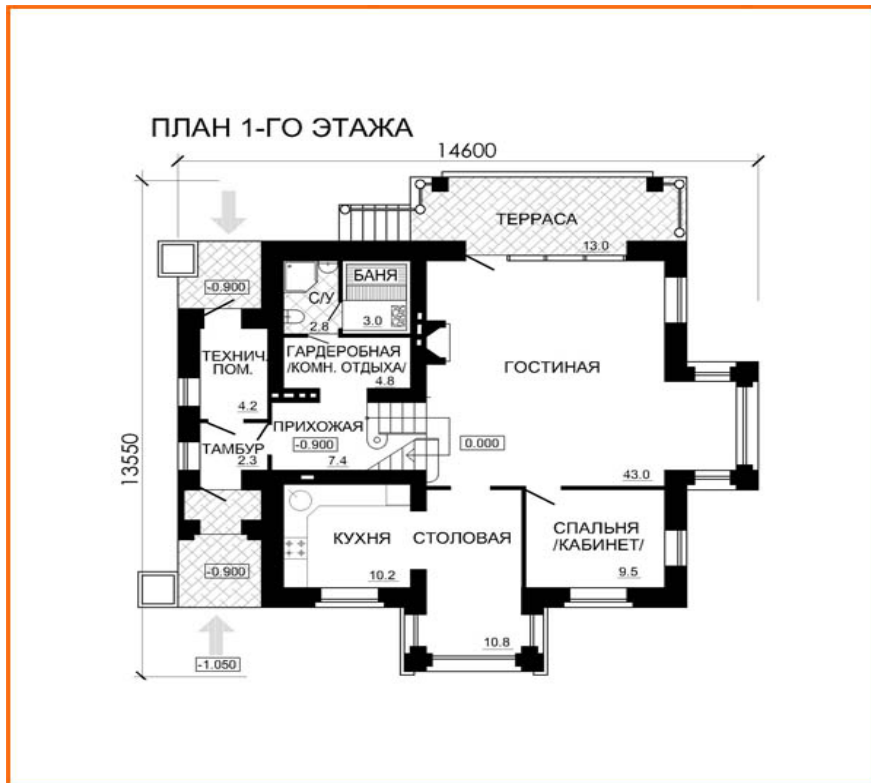 ПЛАН 1-ГО ЭТАЖА
14600
13550
ТЕРРАСА
13.0
-0.900
БАНЯ
С/У
2.8
3.0
ТЕХНИЧ.
ПОМ.
4.2
ГАРДЕРОБНАЯ
/КОМН. ОТДЫХА/
4.8
ГОСТИНАЯ
43.0
ПРИХОЖАЯ
-0.900
7.4
0.000
ТАМБУР
2.3
КУХНЯ
10.2
СТОЛОВАЯ
10.8
СПАЛЬНЯ
/КАБИНЕТ/
9.5
-0.900
-1.050